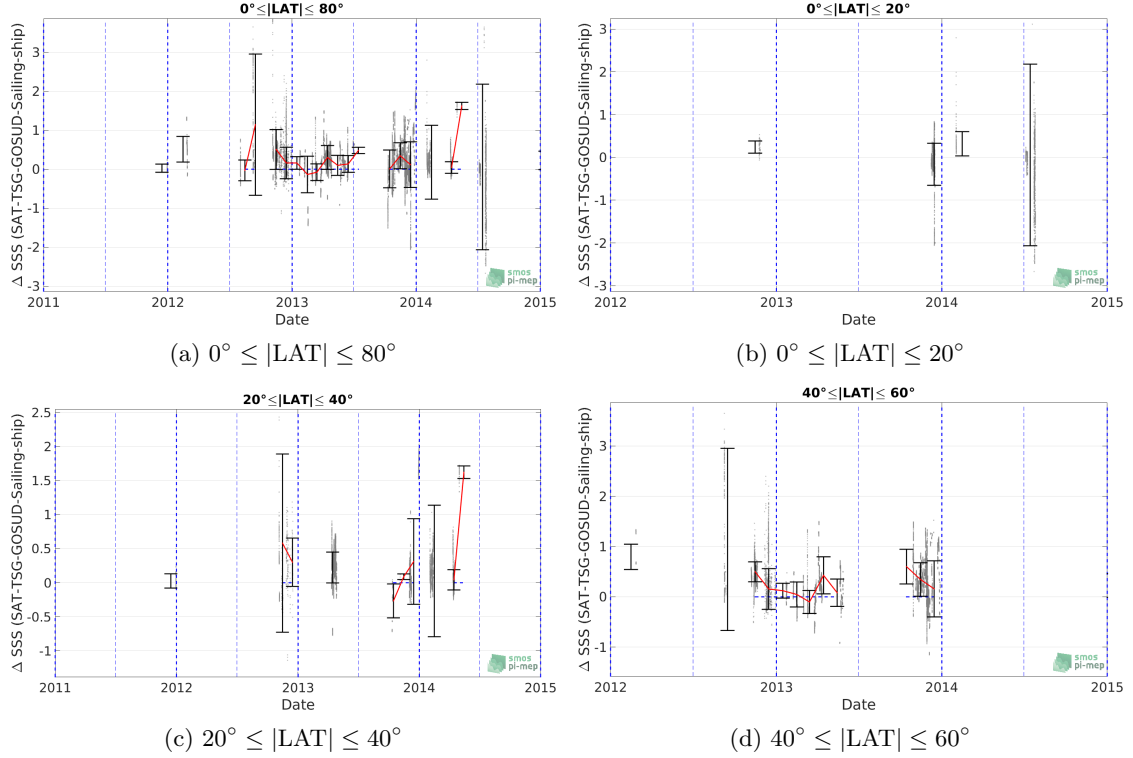 0°≤|LAT|≤ 80°
Δ SSS (SAT-TSG-GOSUD-Sailing-ship)
3
2
1
0
-1
-2
-3
2011
2012
2013
2014
2015
Date
smos
pi-mep
(a) 0° ≤ |LAT| ≤ 80°
0°≤|LAT|≤ 20°
Δ SSS (SAT-TSG-GOSUD-Sailing-ship)
3
2
1
0
-1
-2
-3
2012
2013
2014
2015
Date
smos
pi-mep
(b) 0° ≤ |LAT| ≤ 20°
20°≤|LAT|≤ 40°
Δ SSS (SAT-TSG-GOSUD-Sailing-ship)
2.5
2
1.5
1
0.5
0
-0.5
-1
2011
2012
2013
2014
2015
Date
smos
pi-mep
(c) 20° ≤ |LAT| ≤ 40°
40°≤|LAT|≤ 60°
Δ SSS (SAT-TSG-GOSUD-Sailing-ship)
3
2
1
0
-1
2012
2013
2014
2015
Date
smos
pi-mep
(d) 40° ≤ |LAT| ≤ 60°